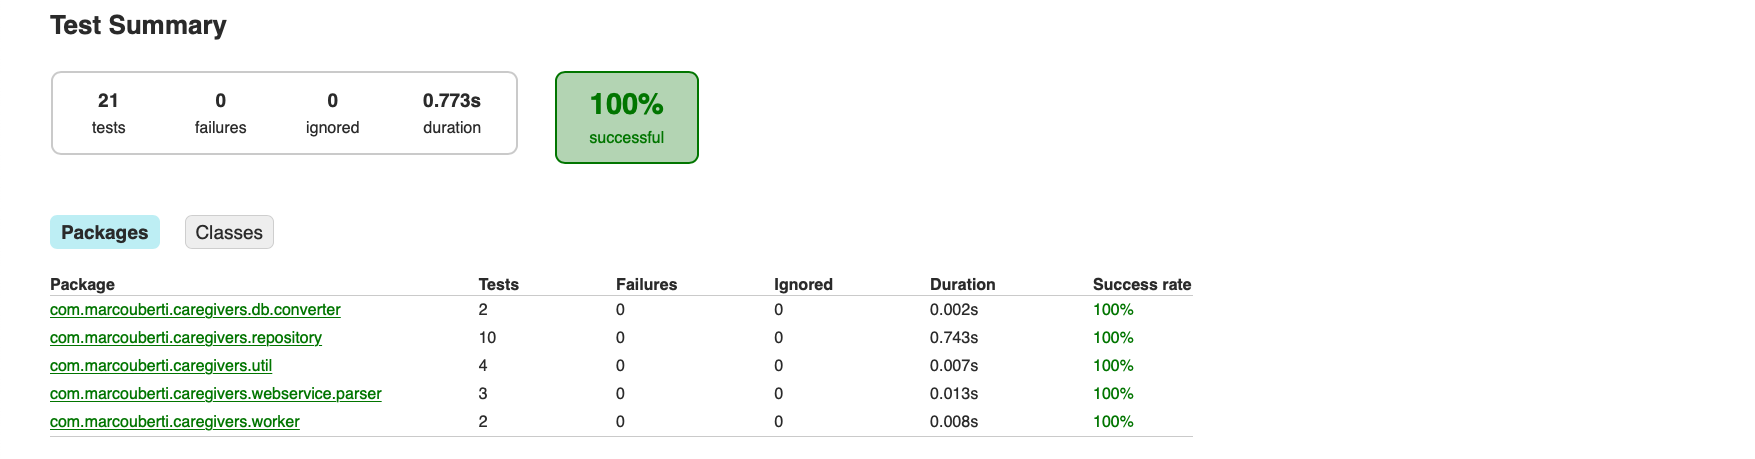 Test Summary
21 0 0 0.773s
tests failures ignored duration
100%
successful
Packages Classes
Package Tests Failures Ignored Duration Success rate
com.marcouberti.caregivers.db.converter 2 0 0 0.002s 100%
com.marcouberti.caregivers.repository 10 0 0 0.743s 100%
com.marcouberti.caregivers.util 4 0 0 0.007s 100%
com.marcouberti.caregivers.webservice.parser 3 0 0 0.013s 100%
com.marcouberti.caregivers.worker 2 0 0 0.008s 100%